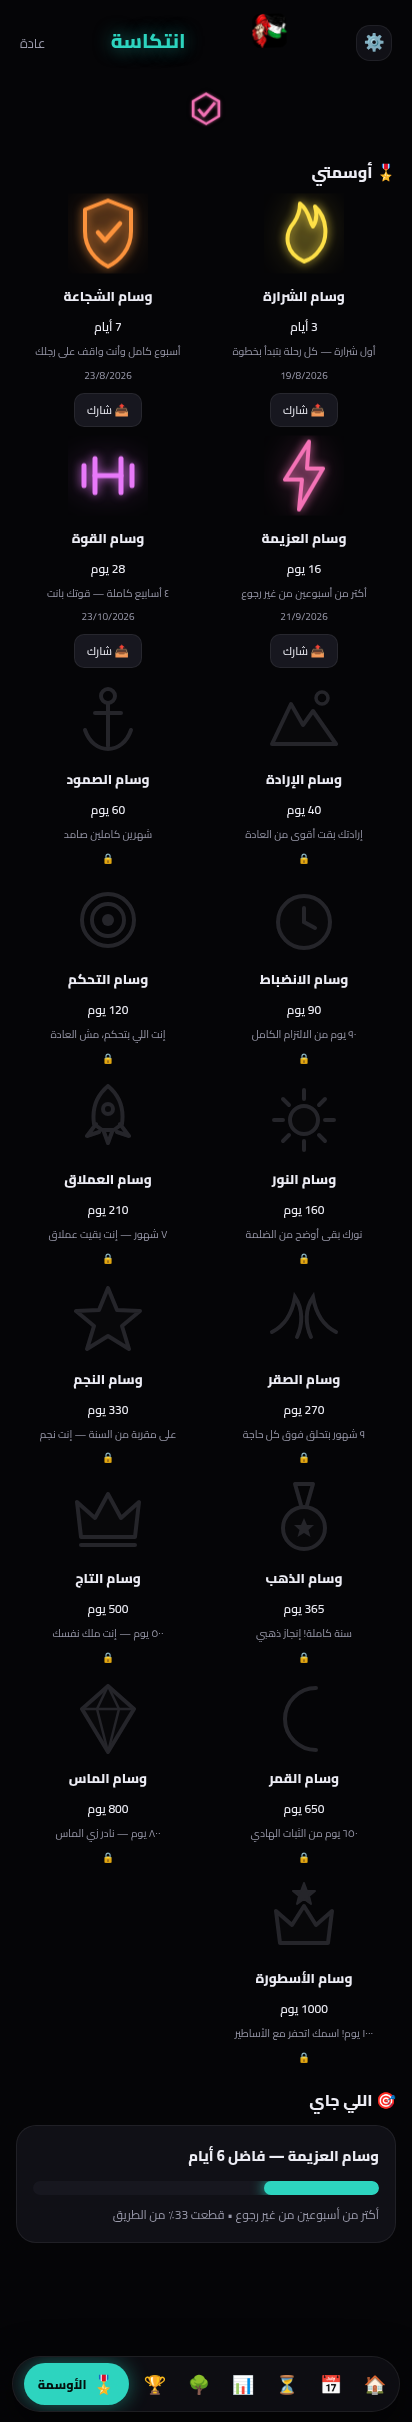 انتكاسة
عادة
🎖️ أوسمتي
وسام الشرارة
3 أيام
أول شرارة — كل رحلة بتبدأ بخطوة
19/8/2026
📤 شارك
وسام الشجاعة
7 أيام
أسبوع كامل وأنت واقف على رجلك
23/8/2026
📤 شارك
وسام العزيمة
16 يوم
أكتر من أسبوعين من غير رجوع
21/9/2026
📤 شارك
وسام القوة
28 يوم
٤ أسابيع كاملة — قوتك بانت
23/10/2026
📤 شارك
وسام الإرادة
40 يوم
إرادتك بقت أقوى من العادة
🔒
وسام الصمود
60 يوم
شهرين كاملين صامد
🔒
وسام الانضباط
90 يوم
٩٠ يوم من الالتزام الكامل
🔒
وسام التحكم
120 يوم
إنت اللي بتحكم، مش العادة
🔒
وسام النور
160 يوم
نورك بقى أوضح من الضلمة
🔒
وسام العملاق
210 يوم
٧ شهور — إنت بقيت عملاق
🔒
وسام الصقر
270 يوم
٩ شهور بتحلق فوق كل حاجة
🔒
وسام النجم
330 يوم
على مقربة من السنة — إنت نجم
🔒
وسام الذهب
365 يوم
سنة كاملة! إنجاز ذهبي
🔒
وسام التاج
500 يوم
٥٠٠ يوم — إنت ملك نفسك
🔒
وسام القمر
650 يوم
٦٥٠ يوم من الثبات الهادي
🔒
وسام الماس
800 يوم
٨٠٠ يوم — نادر زي الماس
🔒
وسام الأسطورة
1000 يوم
١٠٠٠ يوم! اسمك اتحفر مع الأساطير
🔒
🎯 اللي جاي
وسام العزيمة — فاضل 6 أيام
أكتر من أسبوعين من غير رجوع • قطعت 33٪ من الطريق
🎖️ الأوسمة